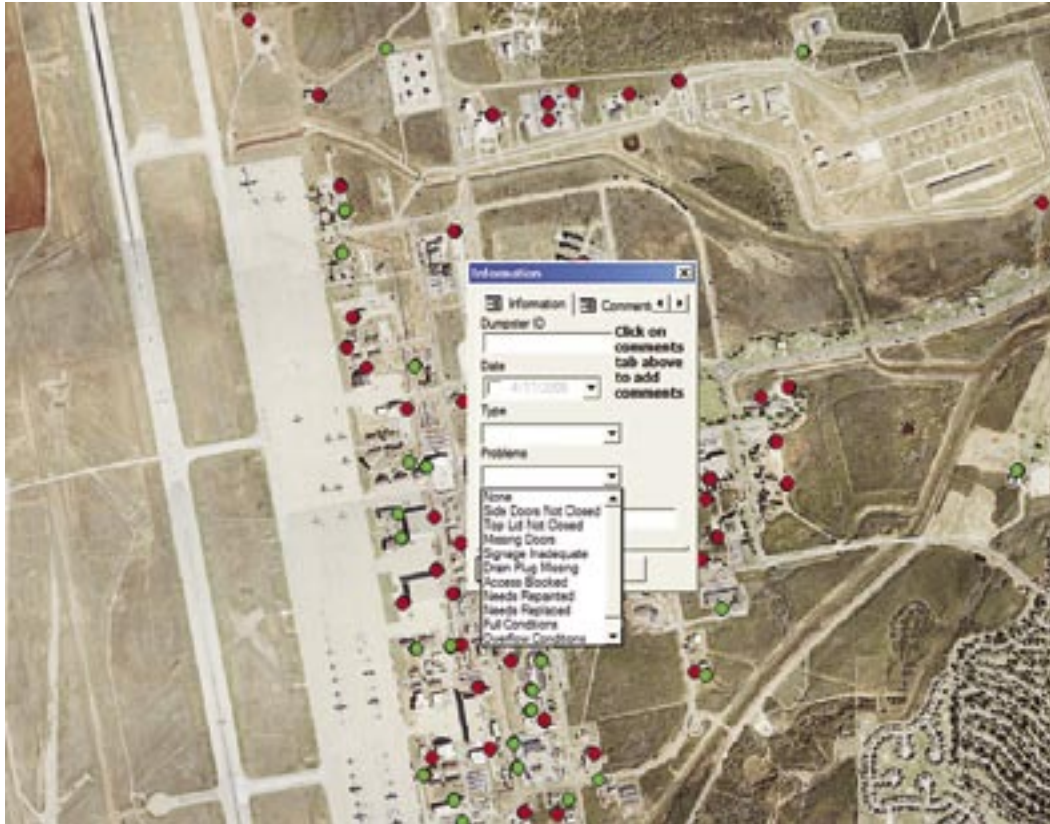 Information
Information
Comment
Dumpster ID
Click on
comments
tab above
to add
comments
Date
Type
Problems
None
Side Doors Not Closed
Top Lid Not Closed
Missing Doors
Signage Inadequate
Drain Plug Missing
Access Blocked
Needs Repainted
Needs Replaced
Full Conditions
Overflow Conditions